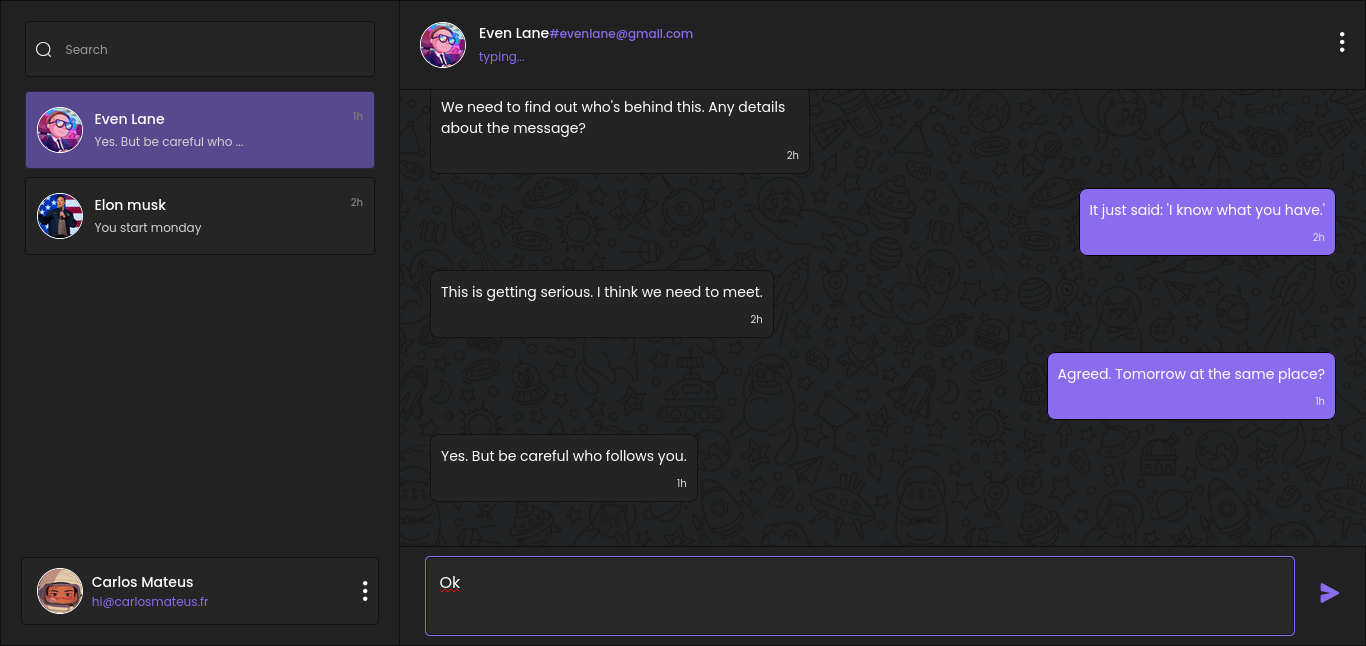 Search
Even Lane
1h
Yes. But be careful who ...
Elon musk
2h
You start monday
Carlos Mateus
hi@carlosmateus.fr
Even Lane#evenlane@gmail.com
typing...
We need to find out who's behind this. Any details
about the message?
2h
It just said: 'I know what you have.'
2h
This is getting serious. I think we need to meet.
2h
Agreed. Tomorrow at the same place?
1h
Yes. But be careful who follows you.
1h
Ok